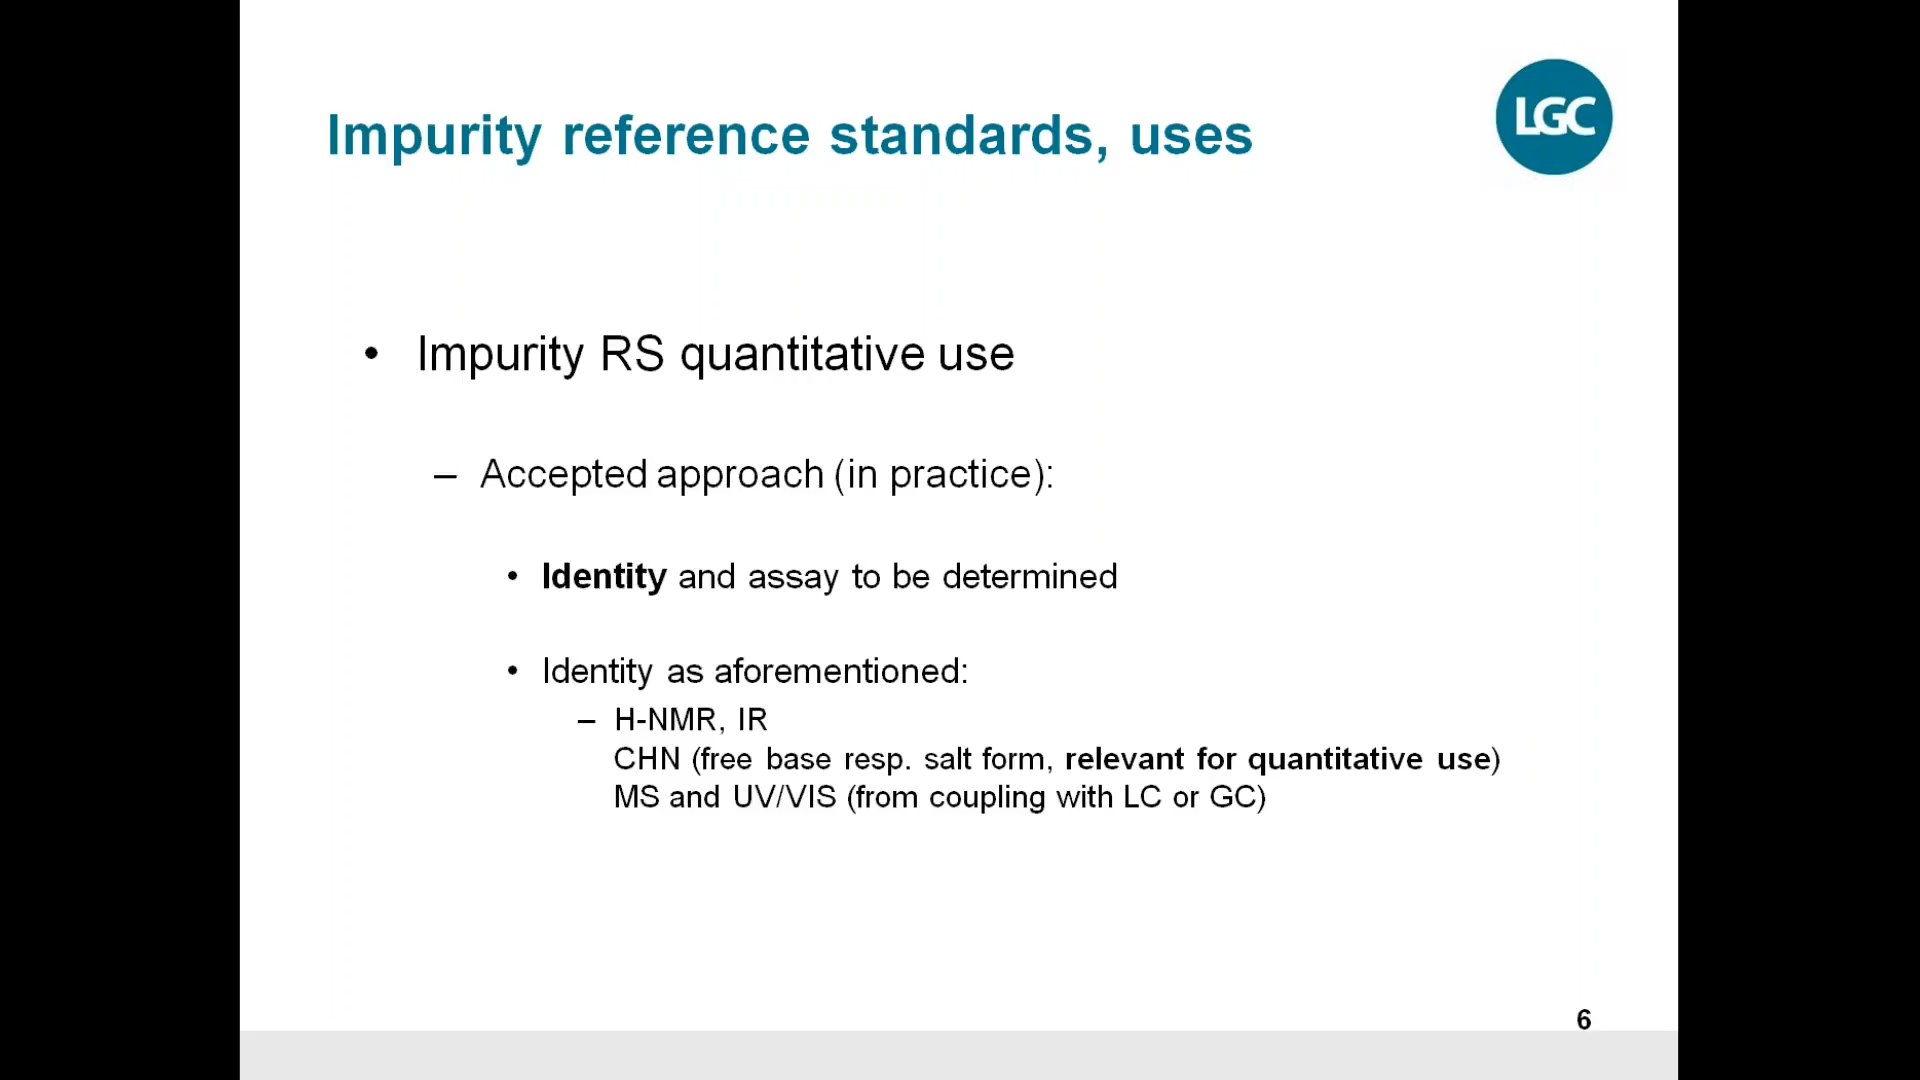 Impurity reference standards, uses
LGC
• Impurity RS quantitative use
– Accepted approach (in practice):
• Identity and assay to be determined
• Identity as aforementioned:
– H-NMR, IR
CHN (free base resp. salt form, relevant for quantitative use)
MS and UV/VIS (from coupling with LC or GC)
6